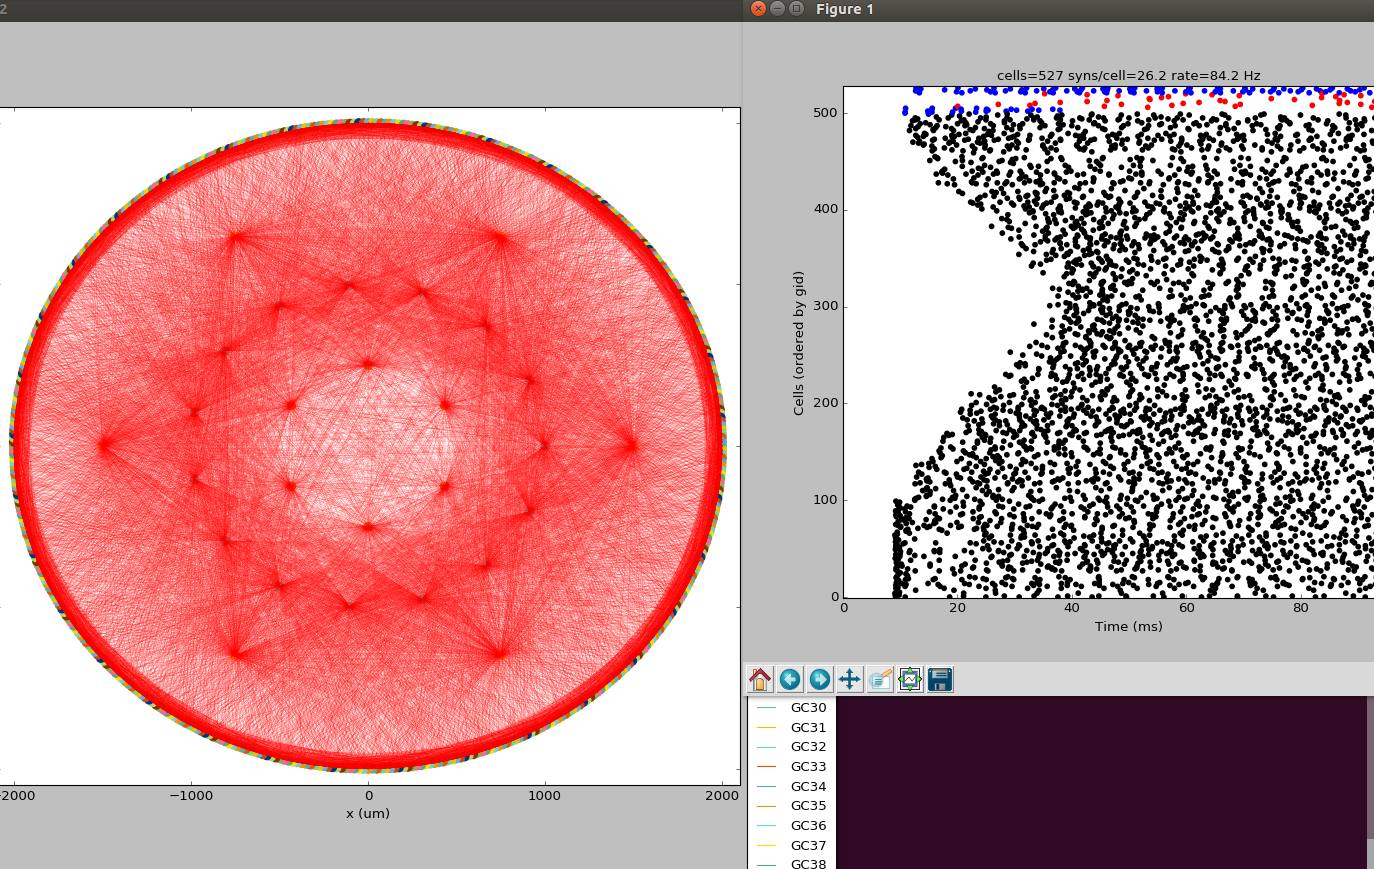 2
−2000
−1000
0
1000
2000
x (um)
Figure 1
cells=527 syns/cell=26.2 rate=84.2 Hz
500
400
300
200
100
0
Cells (ordered by gid)
0
20
40
60
80
Time (ms)
GC30
GC31
GC32
GC33
GC34
GC35
GC36
GC37
GC38